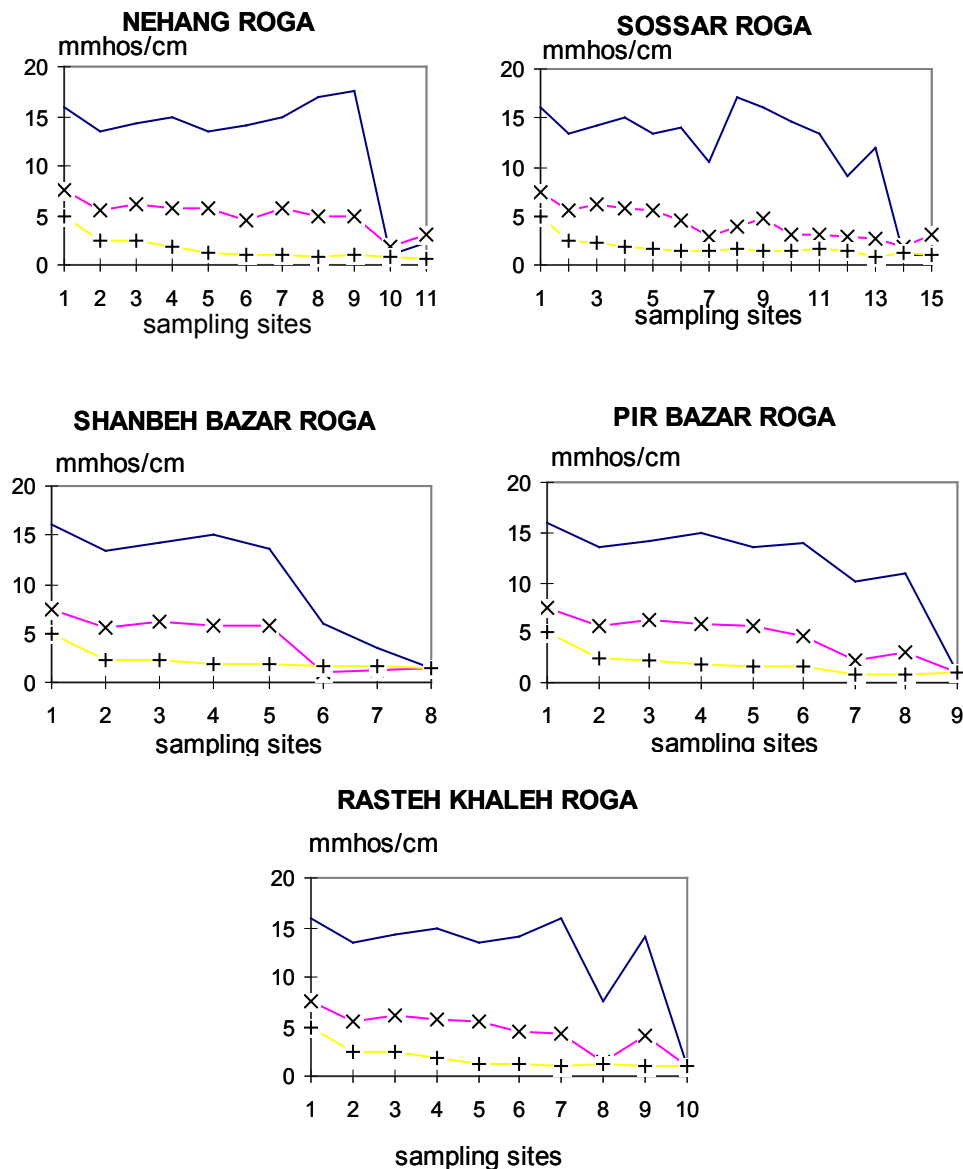 NEHANG ROGA
mmhos/cm
20
15
10
5
0
1 2 3 4 5 6 7 8 9 10 11
sampling sites
SOSSAR ROGA
mmhos/cm
20
15
10
5
0
1 3 5 7 9 11 13 15
sampling sites
SHANBEH BAZAR ROGA
mmhos/cm
20
15
10
5
0
1 2 3 4 5 6 7 8
sampling sites
PIR BAZAR ROGA
mmhos/cm
20
15
10
5
0
1 2 3 4 5 6 7 8 9
sampling sites
RASTEH KHALEH ROGA
mmhos/cm
20
15
10
5
0
1 2 3 4 5 6 7 8 9 10
sampling sites